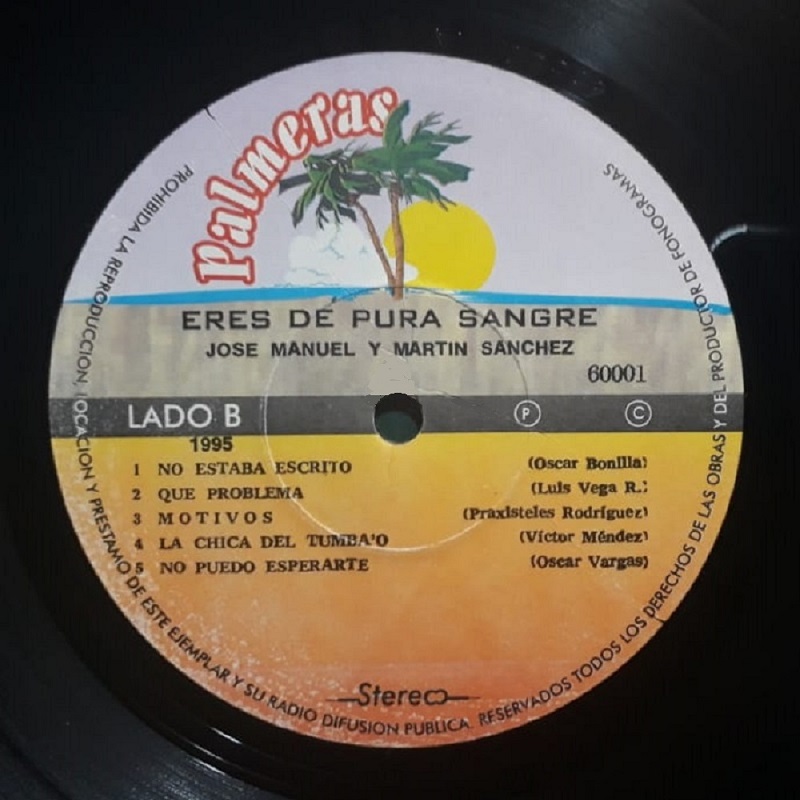 Palmeras
ERES DE PURA SANGRE
JOSE MANUEL Y MARTIN SANCHEZ
60001
LADO B P C
1995
1 NO ESTABA ESCRITO (Oscar Bonilla)
2 QUE PROBLEMA (Luis Vega R.)
3 MOTIVOS (Praxisteles Rodríguez)
4 LA CHICA DEL TUMBA'O (Víctor Méndez)
5 NO PUEDO ESPERARTE (Oscar Vargas)
Stereo
PROHIBIDA LA REPRODUCCION, LOCACION Y PRESTAMO DE ESTE EJEMPLAR Y SU RADIO DIFUSION PUBLICA. RESERVADOS TODOS LOS DERECHOS DE LAS OBRAS Y DEL PRODUCTOR DE FONOGRAMAS